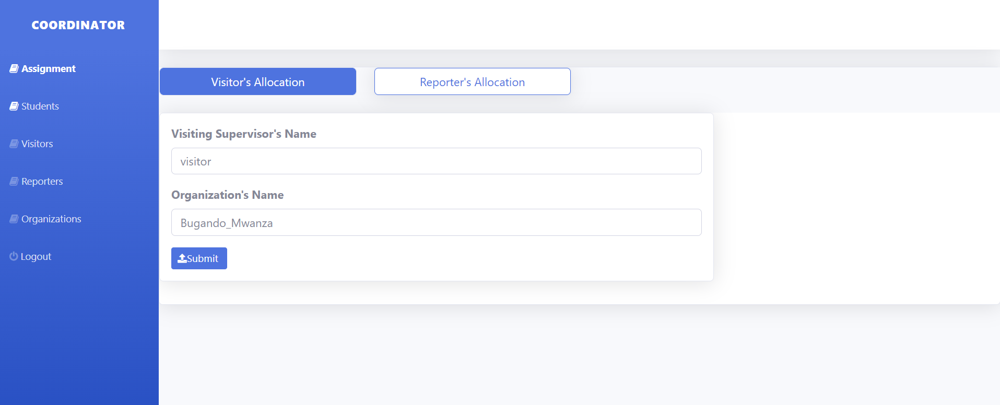 COORDINATOR
Assignment
Students
Visitors
Reporters
Organizations
Logout
Visitor's Allocation
Reporter's Allocation
Visiting Supervisor's Name
visitor
Organization's Name
Bugando_Mwanza
Submit